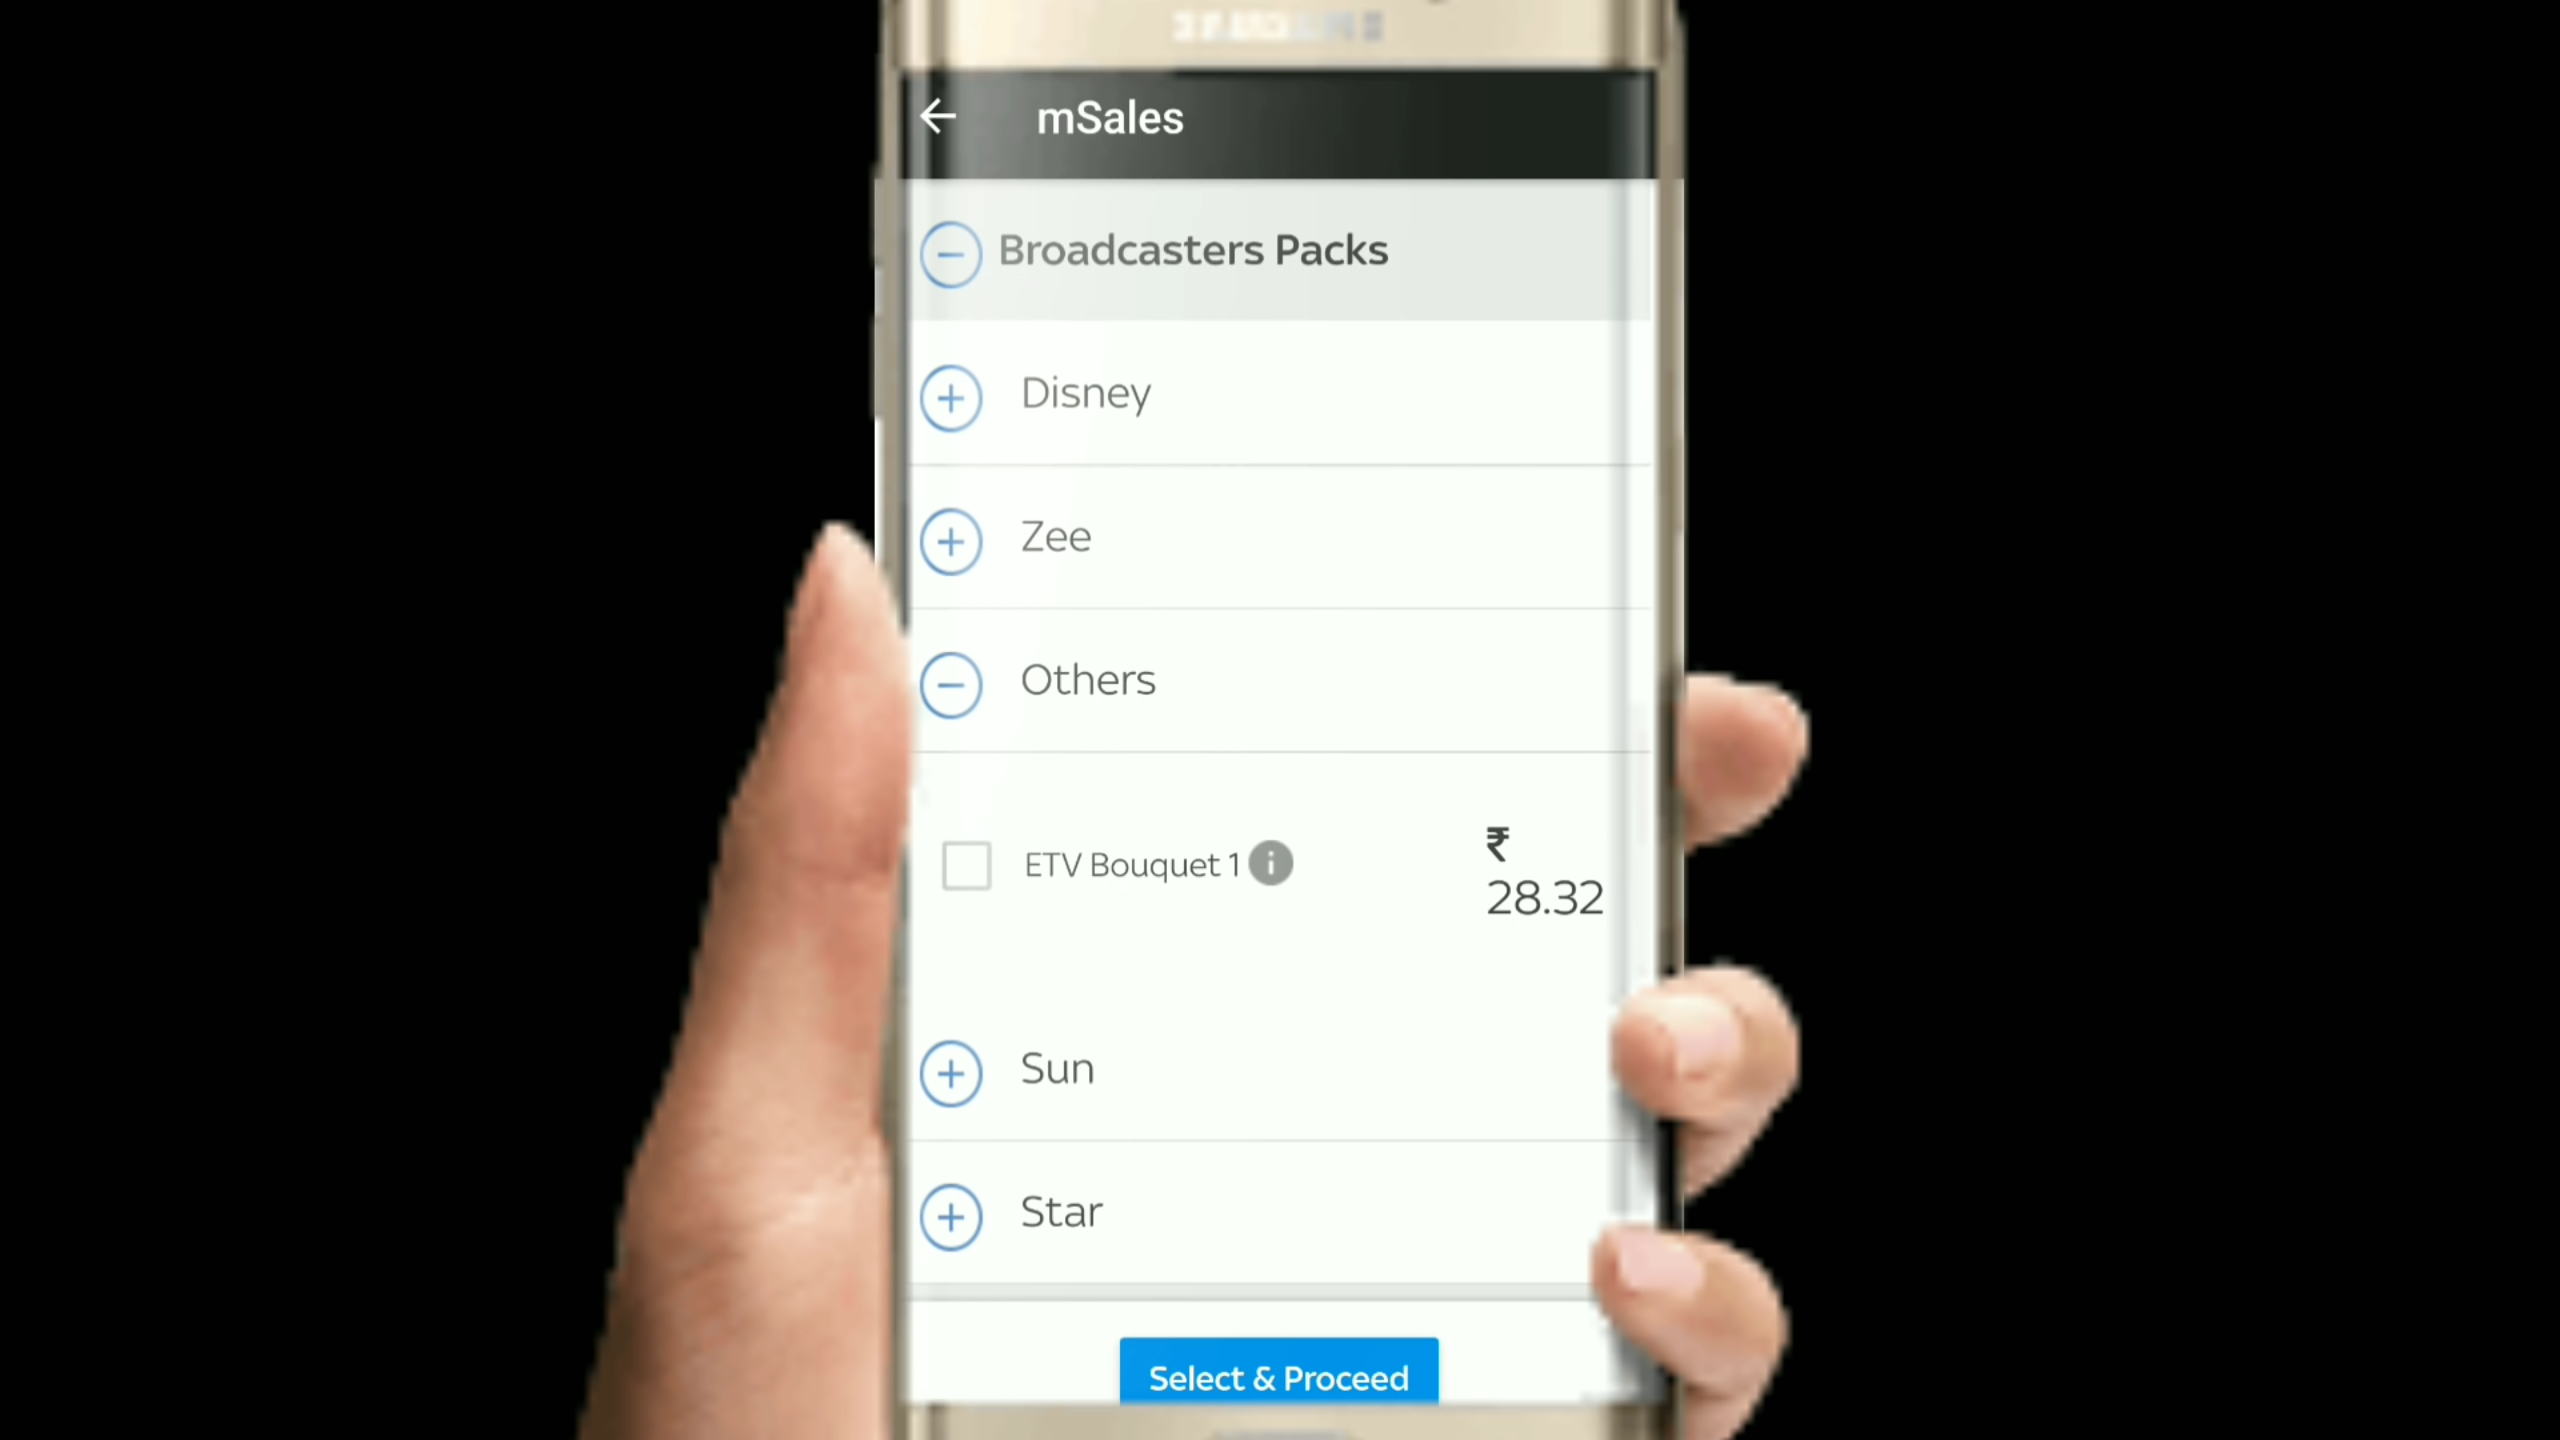 mSales
Broadcasters Packs
Disney
Zee
Others
ETV Bouquet 1
₹
28.32
Sun
Star
Select & Proceed